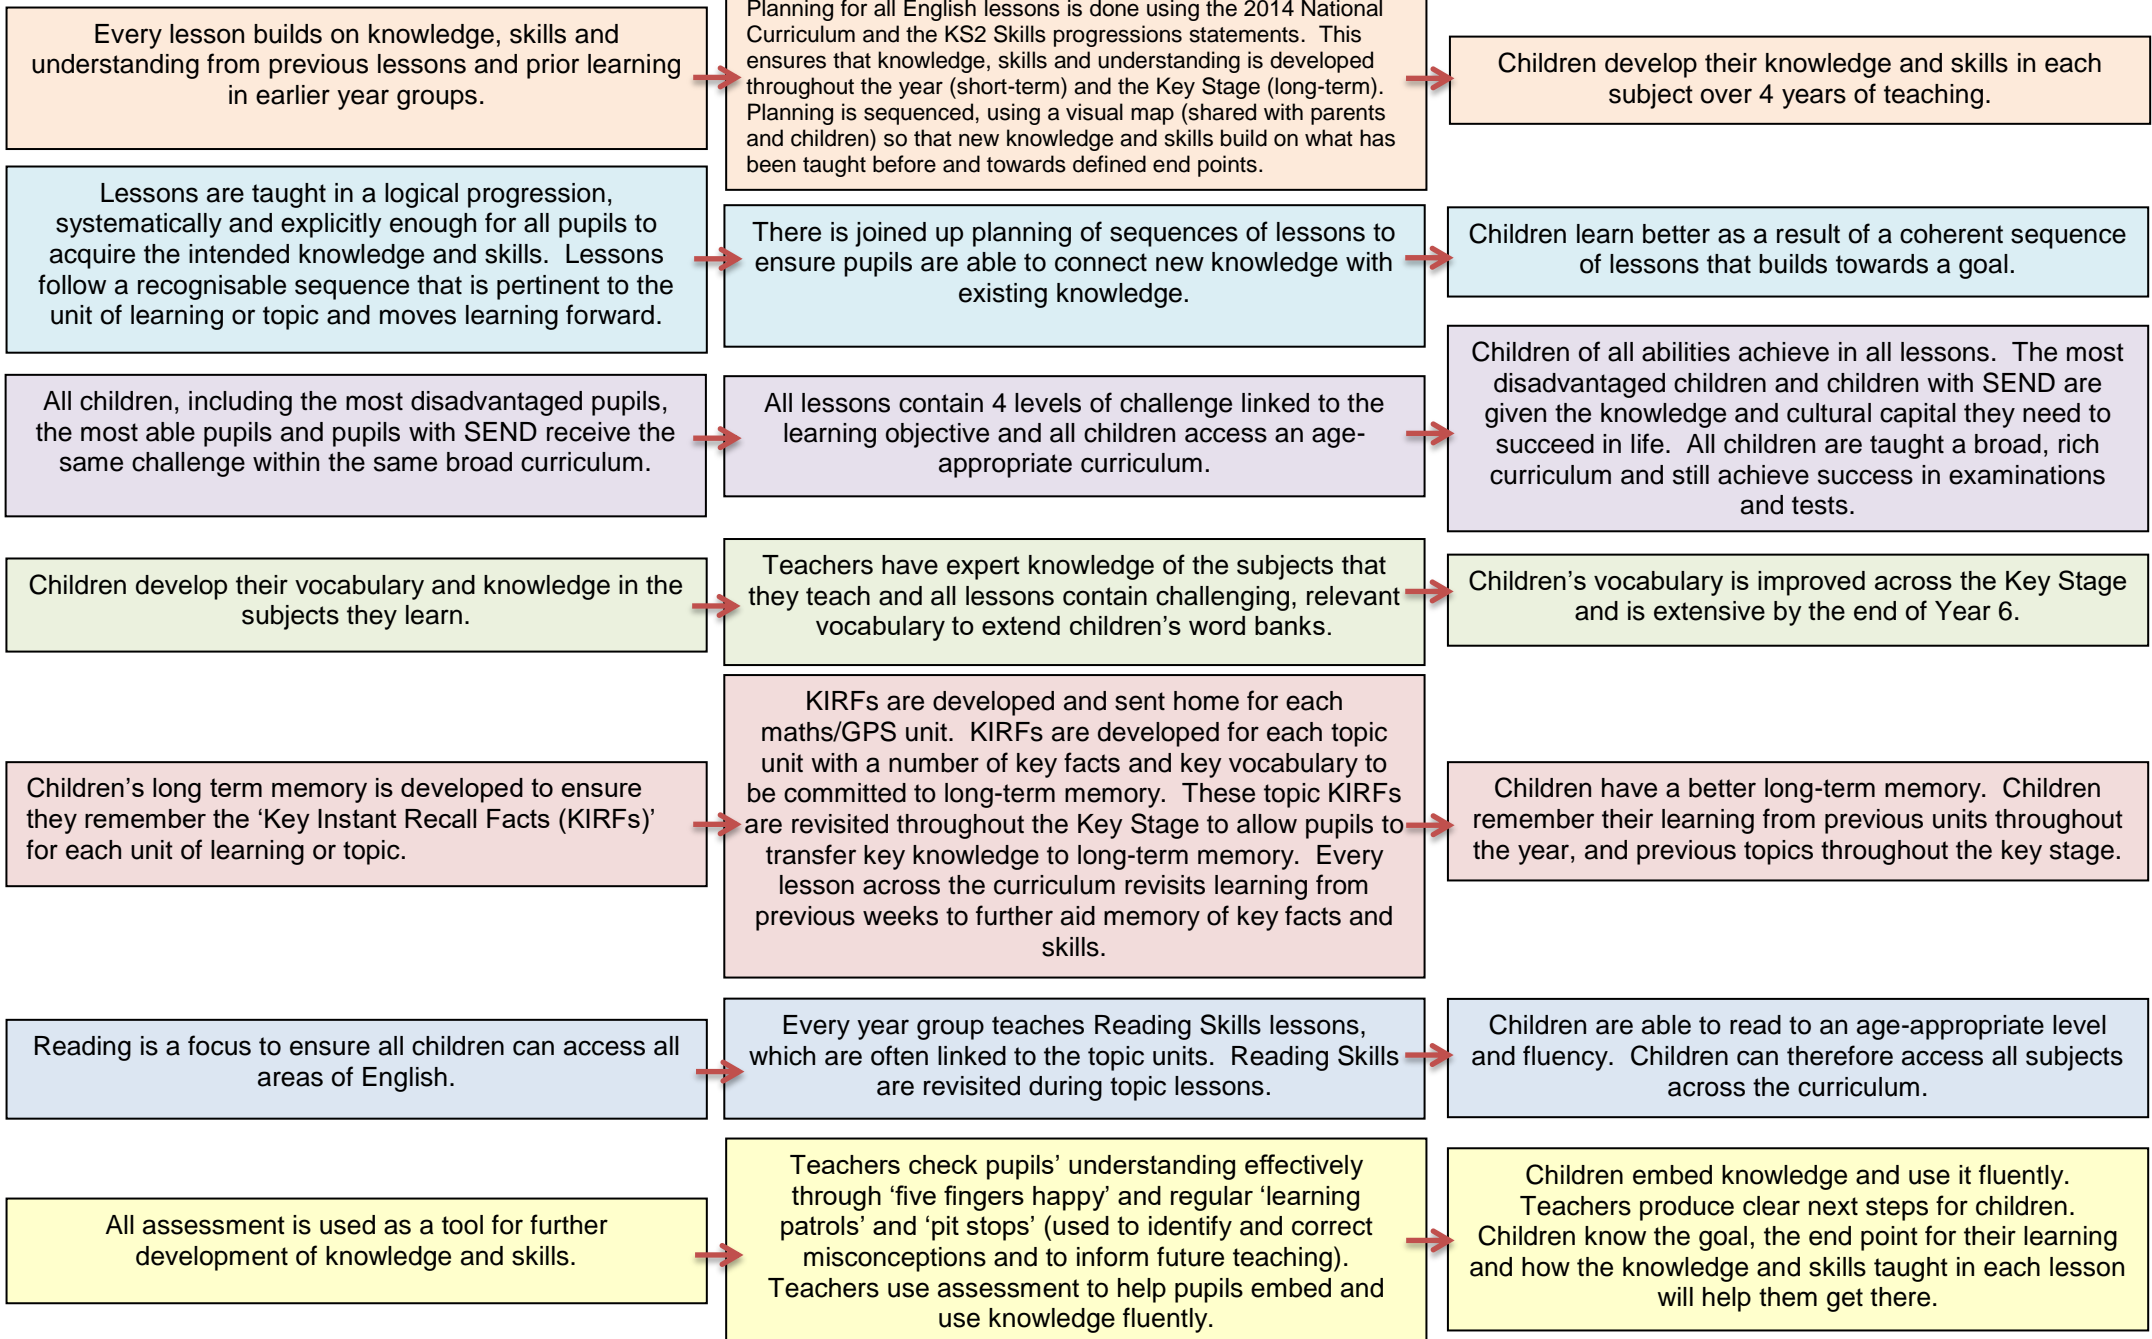 Every lesson builds on knowledge, skills and
understanding from previous lessons and prior learning
in earlier year groups.
Planning for all English lessons is done using the 2014 National
Curriculum and the KS2 Skills progressions statements.  This
ensures that knowledge, skills and understanding is developed
throughout the year (short-term) and the Key Stage (long-term).
Planning is sequenced, using a visual map (shared with parents
and children) so that new knowledge and skills build on what has
been taught before and towards defined end points.
Children develop their knowledge and skills in each
subject over 4 years of teaching.
Lessons are taught in a logical progression,
systematically and explicitly enough for all pupils to
acquire the intended knowledge and skills.  Lessons
follow a recognisable sequence that is pertinent to the
unit of learning or topic and moves learning forward.
There is joined up planning of sequences of lessons to
ensure pupils are able to connect new knowledge with
existing knowledge.
Children learn better as a result of a coherent sequence
of lessons that builds towards a goal.
All children, including the most disadvantaged pupils,
the most able pupils and pupils with SEND receive the
same challenge within the same broad curriculum.
All lessons contain 4 levels of challenge linked to the
learning objective and all children access an age-
appropriate curriculum.
Children of all abilities achieve in all lessons.  The most
disadvantaged children and children with SEND are
given the knowledge and cultural capital they need to
succeed in life.  All children are taught a broad, rich
curriculum and still achieve success in examinations
and tests.
Children develop their vocabulary and knowledge in the
subjects they learn.
Teachers have expert knowledge of the subjects that
they teach and all lessons contain challenging, relevant
vocabulary to extend children’s word banks.
Children’s vocabulary is improved across the Key Stage
and is extensive by the end of Year 6.
Children’s long term memory is developed to ensure
they remember the ‘Key Instant Recall Facts (KIRFs)’
for each unit of learning or topic.
KIRFs are developed and sent home for each
maths/GPS unit.  KIRFs are developed for each topic
unit with a number of key facts and key vocabulary to
be committed to long-term memory.  These topic KIRFs
are revisited throughout the Key Stage to allow pupils to
transfer key knowledge to long-term memory.  Every
lesson across the curriculum revisits learning from
previous weeks to further aid memory of key facts and
skills.
Children have a better long-term memory.  Children
remember their learning from previous units throughout
the year, and previous topics throughout the key stage.
Reading is a focus to ensure all children can access all
areas of English.
Every year group teaches Reading Skills lessons,
which are often linked to the topic units.  Reading Skills
are revisited during topic lessons.
Children are able to read to an age-appropriate level
and fluency.  Children can therefore access all subjects
across the curriculum.
All assessment is used as a tool for further
development of knowledge and skills.
Teachers check pupils’ understanding effectively
through ‘five fingers happy’ and regular ‘learning
patrols’ and ‘pit stops’ (used to identify and correct
misconceptions and to inform future teaching).
Teachers use assessment to help pupils embed and
use knowledge fluently.
Children embed knowledge and use it fluently.
Teachers produce clear next steps for children.
Children know the goal, the end point for their learning
and how the knowledge and skills taught in each lesson
will help them get there.